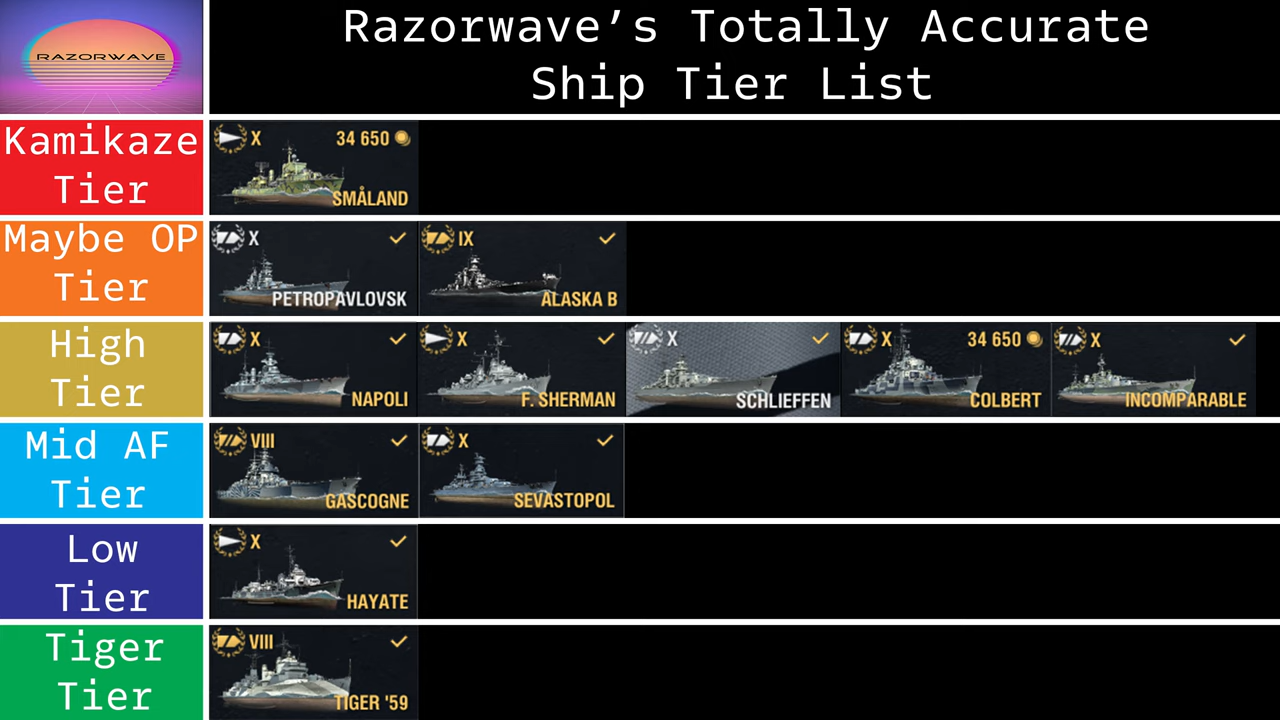 RAZORWAVE
Razorwave’s Totally Accurate
Ship Tier List
Kamikaze
Tier
X 34 650
SMÅLAND
Maybe OP
Tier
X
PETROPAVLOVSK
IX
ALASKA B
High
Tier
X
NAPOLI
X
F. SHERMAN
X
SCHLIEFFEN
X 34 650
COLBERT
X
INCOMPARABLE
Mid AF
Tier
VIII
GASCOGNE
X
SEVASTOPOL
Low
Tier
X
HAYATE
Tiger
Tier
VIII
TIGER '59